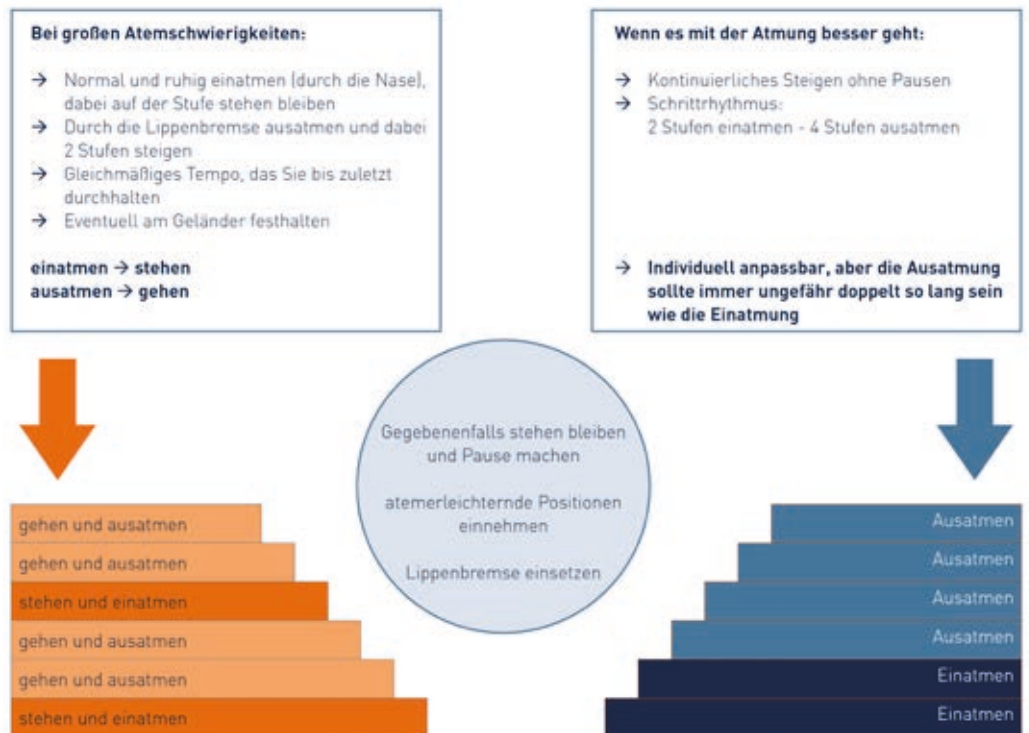 Bei großen Atemschwierigkeiten:
→ Normal und ruhig einatmen (durch die Nase),
dabei auf der Stufe stehen bleiben
→ Durch die Lippenbremse ausatmen und dabei
2 Stufen steigen
→ Gleichmäßiges Tempo, das Sie bis zuletzt
durchhalten
→ Eventuell am Geländer festhalten
einatmen → stehen
ausatmen → gehen
Wenn es mit der Atmung besser geht:
→ Kontinuierliches Steigen ohne Pausen
→ Schrittrhythmus:
2 Stufen einatmen - 4 Stufen ausatmen
→ Individuell anpassbar, aber die Ausatmung
sollte immer ungefähr doppelt so lang sein
wie die Einatmung
Gegebenenfalls stehen bleiben
und Pause machen
atemerleichternde Positionen
einnehmen
Lippenbremse einsetzen
gehen und ausatmen
gehen und ausatmen
stehen und einatmen
gehen und ausatmen
gehen und ausatmen
stehen und einatmen
Ausatmen
Ausatmen
Ausatmen
Ausatmen
Einatmen
Einatmen